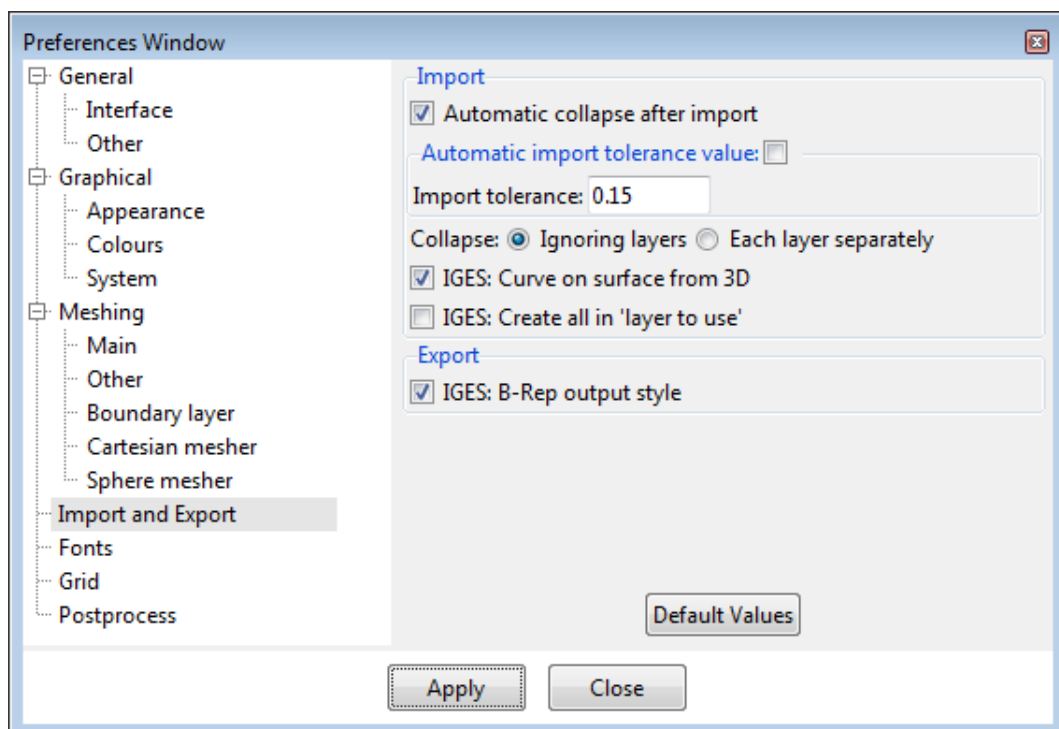 Preferences Window
General
Interface
Other
Graphical
Appearance
Colours
System
Meshing
Main
Other
Boundary layer
Cartesian mesher
Sphere mesher
Import and Export
Fonts
Grid
Postprocess
Import
Automatic collapse after import
Automatic import tolerance value:
Import tolerance: 0.15
Collapse: Ignoring layers Each layer separately
IGES: Curve on surface from 3D
IGES: Create all in 'layer to use'
Export
IGES: B-Rep output style
Default Values
Apply Close